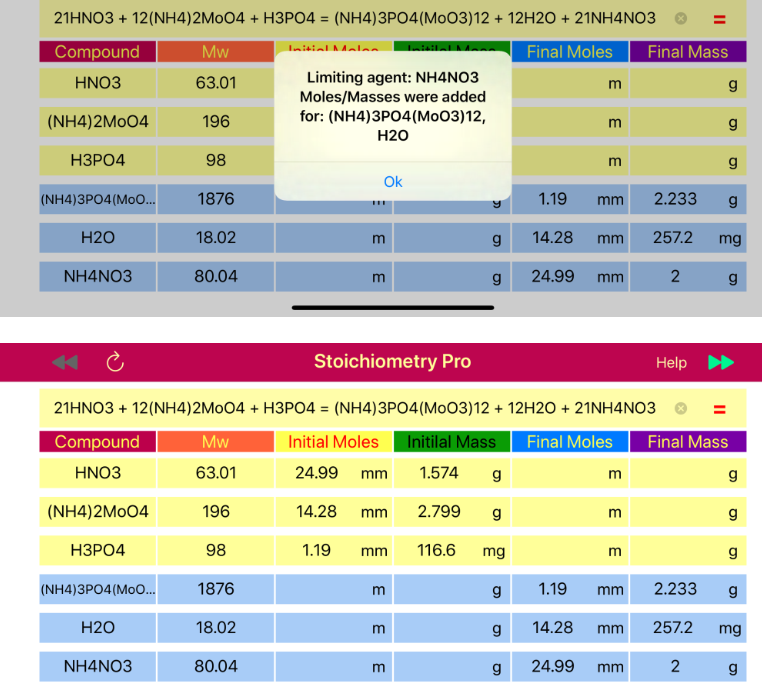 21HNO3 + 12(NH4)2MoO4 + H3PO4 = (NH4)3PO4(MoO3)12 + 12H2O + 21NH4NO3 =
Compound Mw Initial Moles Initilal Mass Final Moles Final Mass
HNO3 63.01 m g
(NH4)2MoO4 196 m g
H3PO4 98 m g
(NH4)3PO4(MoO... 1876 m g 1.19 mm 2.233 g
H2O 18.02 m g 14.28 mm 257.2 mg
NH4NO3 80.04 m g 24.99 mm 2 g
Limiting agent: NH4NO3
Moles/Masses were added
for: (NH4)3PO4(MoO3)12,
H2O
Ok
Stoichiometry Pro Help
21HNO3 + 12(NH4)2MoO4 + H3PO4 = (NH4)3PO4(MoO3)12 + 12H2O + 21NH4NO3 =
Compound Mw Initial Moles Initilal Mass Final Moles Final Mass
HNO3 63.01 24.99 mm 1.574 g m g
(NH4)2MoO4 196 14.28 mm 2.799 g m g
H3PO4 98 1.19 mm 116.6 mg m g
(NH4)3PO4(MoO... 1876 m g 1.19 mm 2.233 g
H2O 18.02 m g 14.28 mm 257.2 mg
NH4NO3 80.04 m g 24.99 mm 2 g